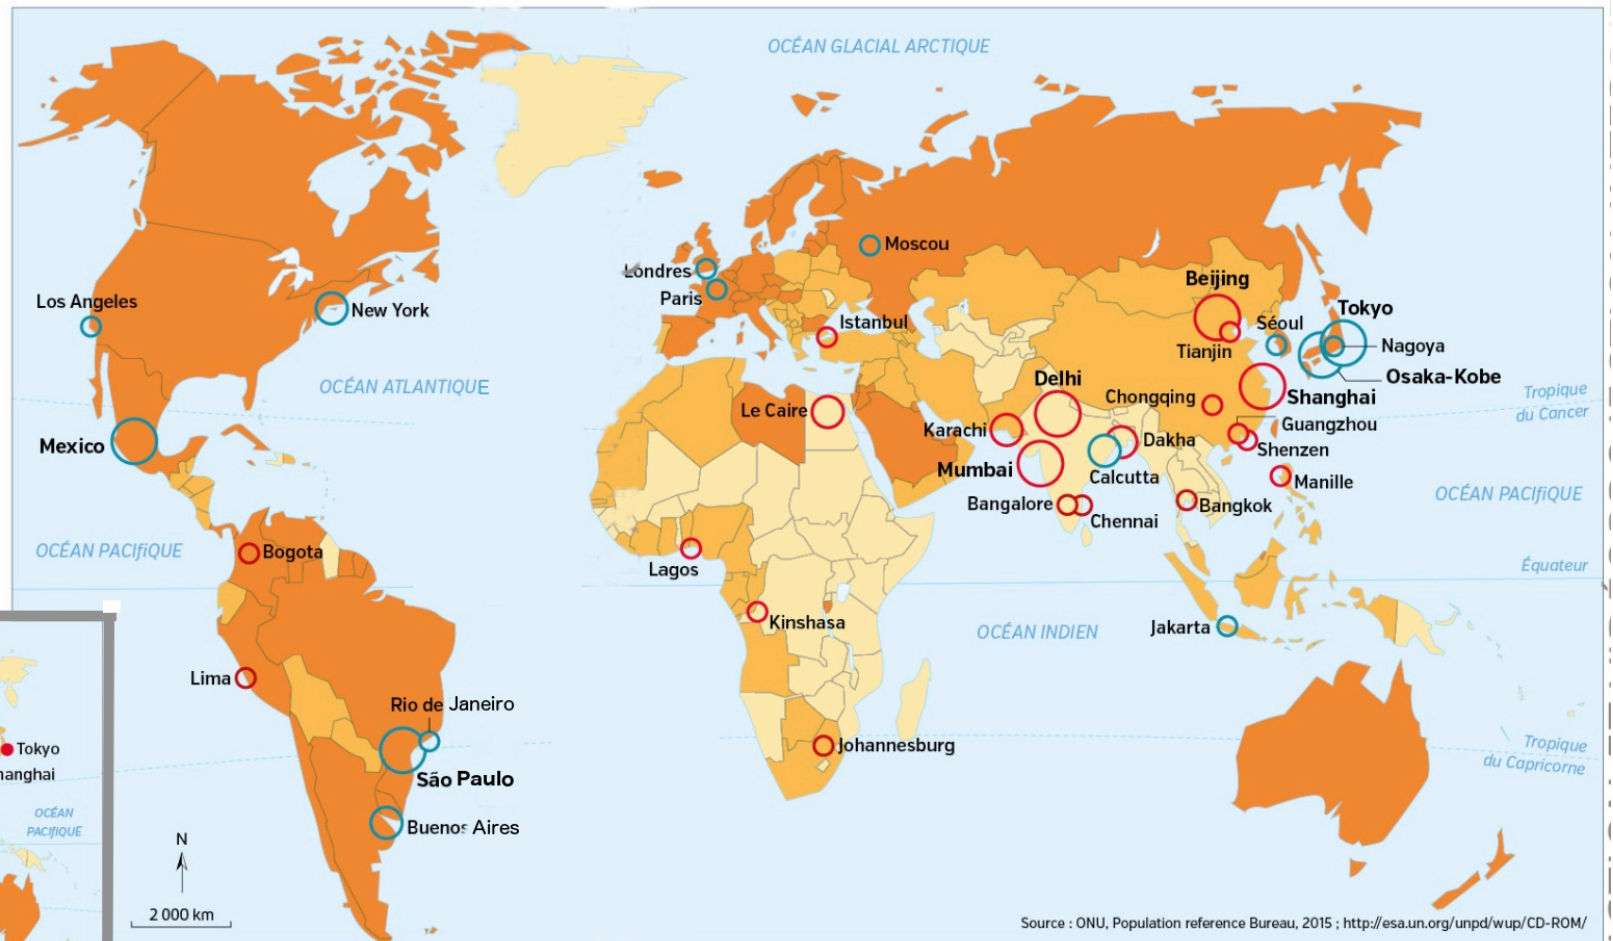 OCÉAN GLACIAL ARCTIQUE
Moscou
Londres
Paris
Beijing
Los Angeles
New York
Istanbul
Séoul
Tokyo
Tianjin
Nagoya
OCÉAN ATLANTIQUE
Delhi
Osaka-Kobe
Chongqing
Shanghai
Tropique
du Cancer
Le Caire
Karachi
Guangzhou
Mexico
Dakha
Shenzen
Mumbai
Calcutta
Manille
OCÉAN PACIfiQUE
Bangalore
Bangkok
Chennai
OCÉAN PACIfiQUE
Bogota
Lagos
Équateur
Kinshasa
OCÉAN INDIEN
Jakarta
Lima
Rio de Janeiro
Tokyo
Johannesburg
Tropique
du Capricorne
hanghai
São Paulo
OCÉAN
PACIfiQUE
Buenos Aires
N
2 000 km
Source : ONU, Population reference Bureau, 2015 ; http://esa.un.org/unpd/wup/CD-ROM/